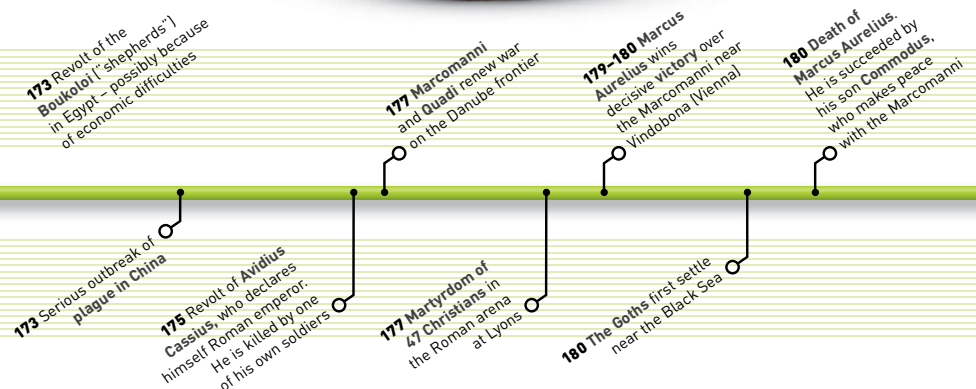 173 Revolt of the
Boukoloi (“shepherds”)
in Egypt – possibly because
of economic difficulties
177 Marcomanni
and Quadi renew war
on the Danube frontier
179–180 Marcus
Aurelius wins
decisive victory over
the Marcomanni near
Vindobona (Vienna)
180 Death of
Marcus Aurelius.
He is succeeded by
his son Commodus,
who makes peace
with the Marcomanni
173 Serious outbreak of
plague in China
175 Revolt of Avidius
Cassius, who declares
himself Roman emperor.
He is killed by one
of his own soldiers
177 Martyrdom of
47 Christians in
the Roman arena
at Lyons
180 The Goths first settle
near the Black Sea